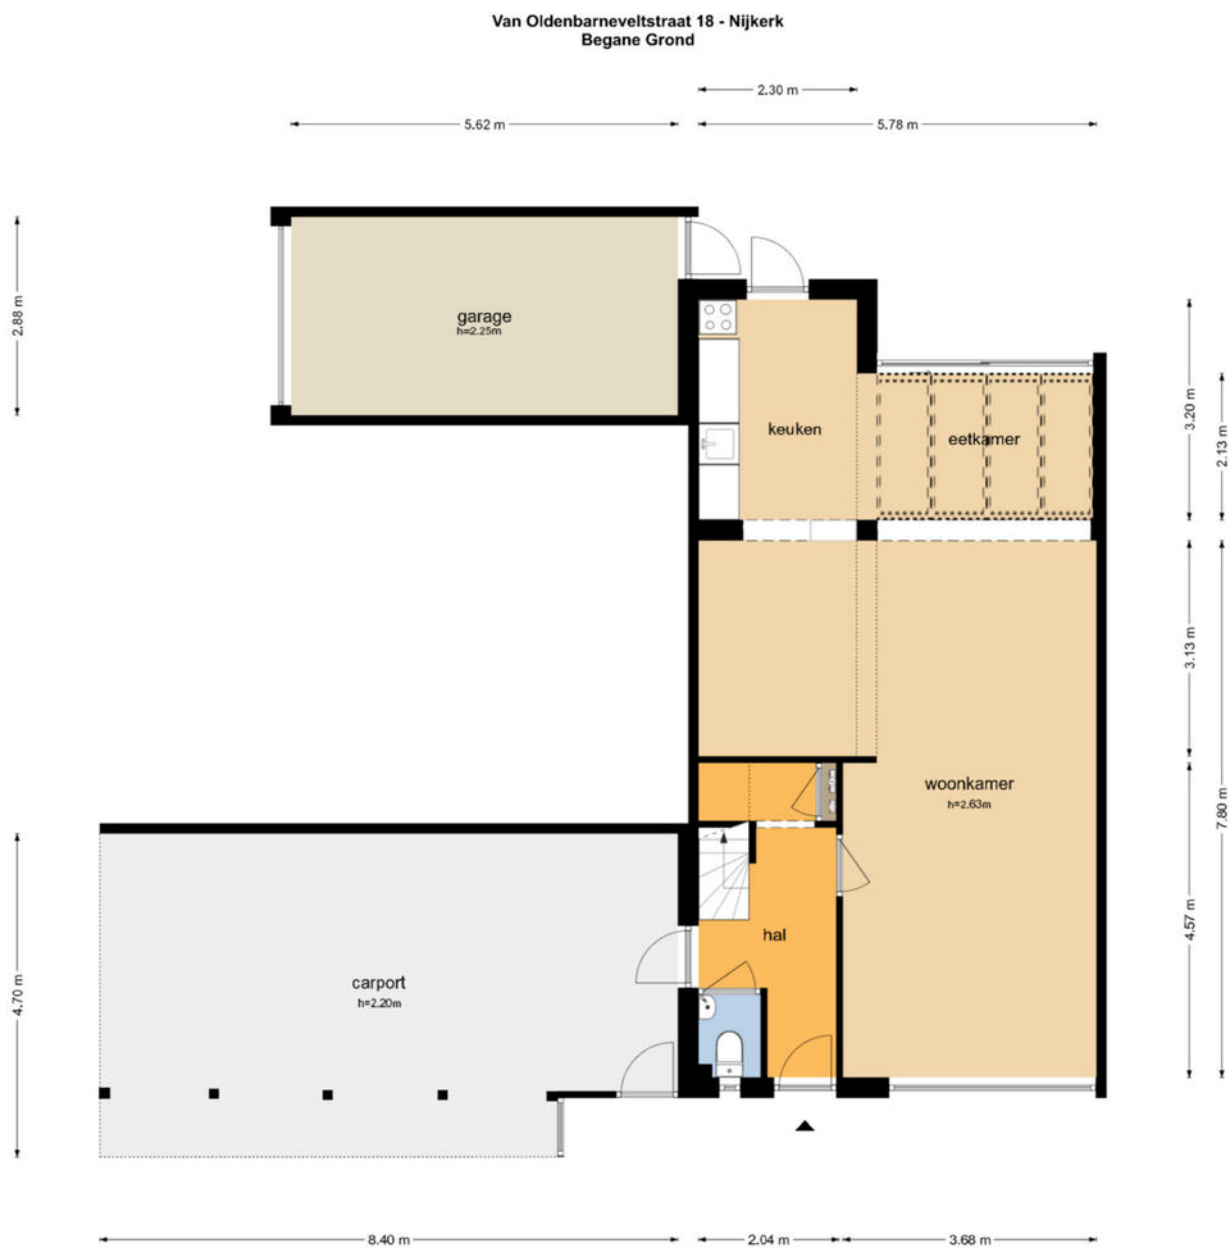 Van Oldenbarneveltstraat 18 - Nijkerk
Begane Grond
2.30 m
5.62 m
5.78 m
2.88 m
garage
h=2.25m
keuken
eetkamer
3.20 m
2.13 m
3.13 m
woonkamer
h=2.63m
7.80 m
4.57 m
hal
carport
h=2.20m
4.70 m
8.40 m
2.04 m
3.68 m